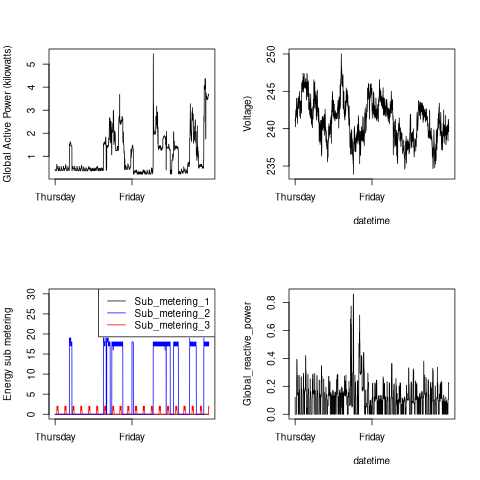 Global Active Power (kilowatts)
5
4
3
2
1
Thursday
Friday
Voltage)
250
245
240
235
Thursday
Friday
datetime
Energy sub metering
30
25
20
15
10
5
0
Sub_metering_1
Sub_metering_2
Sub_metering_3
Thursday
Friday
Global_reactive_power
0.8
0.6
0.4
0.2
0.0
Thursday
Friday
datetime